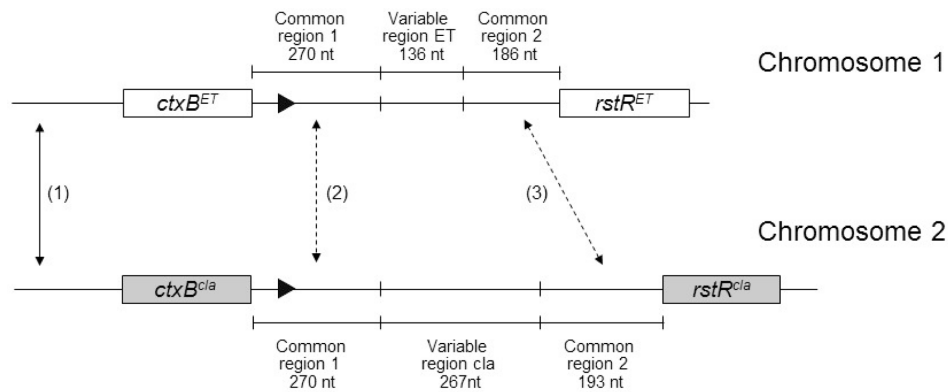 Common
region 1
270 nt
Variable
region ET
136 nt
Common
region 2
186 nt
Chromosome 1
ctxB^ET
rstR^ET
(1)
(2)
(3)
Chromosome 2
ctxB^cla
rstR^cla
Common
region 1
270 nt
Variable
region cla
267nt
Common
region 2
193 nt